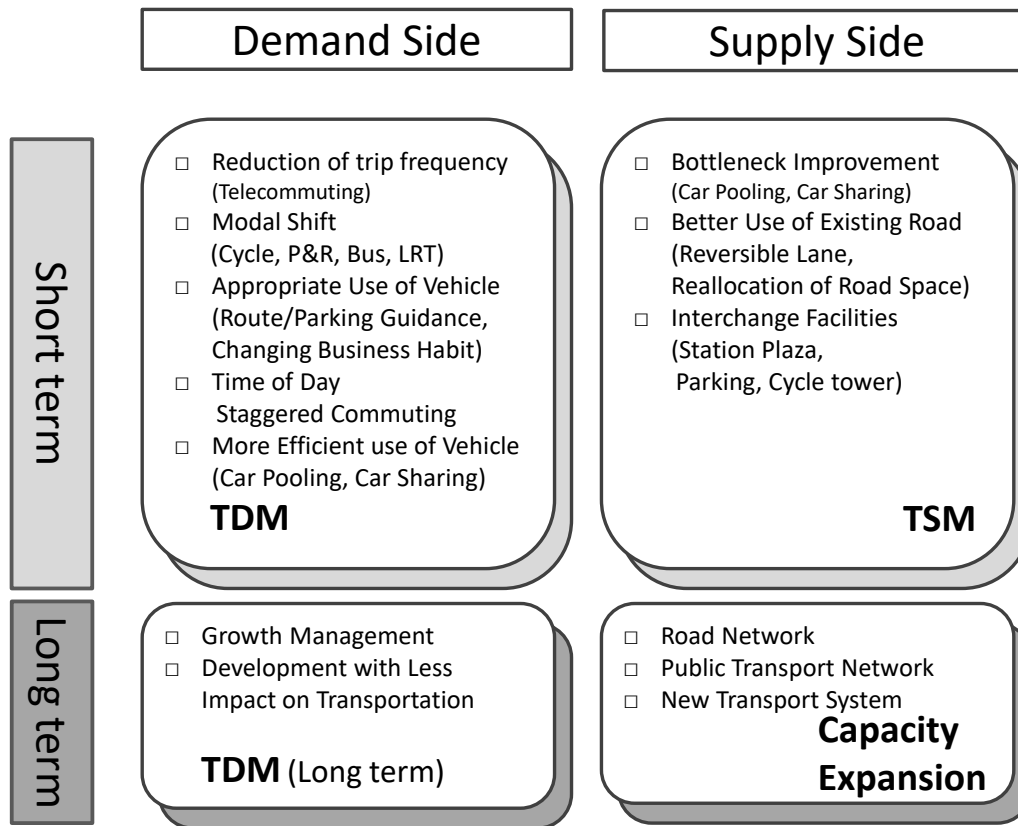 Demand Side
Supply Side
Short term
□ Reduction of trip frequency
(Telecommuting)
□ Modal Shift
(Cycle, P&R, Bus, LRT)
□ Appropriate Use of Vehicle
(Route/Parking Guidance,
Changing Business Habit)
□ Time of Day
Staggered Commuting
□ More Efficient use of Vehicle
(Car Pooling, Car Sharing)
TDM
□ Bottleneck Improvement
(Car Pooling, Car Sharing)
□ Better Use of Existing Road
(Reversible Lane,
Reallocation of Road Space)
□ Interchange Facilities
(Station Plaza,
Parking, Cycle tower)
TSM
Long term
□ Growth Management
□ Development with Less
Impact on Transportation
TDM (Long term)
□ Road Network
□ Public Transport Network
□ New Transport System
Capacity
Expansion